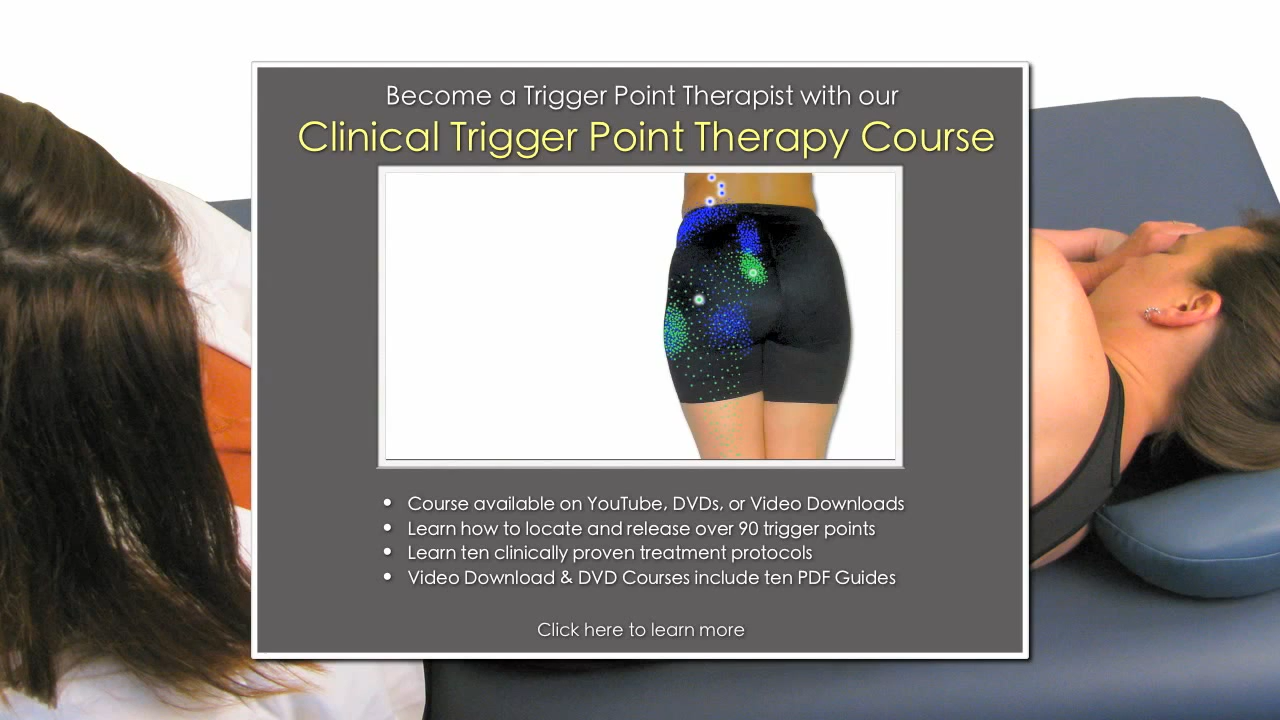 Become a Trigger Point Therapist with our
Clinical Trigger Point Therapy Course
• Course available on YouTube, DVDs, or Video Downloads
• Learn how to locate and release over 90 trigger points
• Learn ten clinically proven treatment protocols
• Video Download & DVD Courses include ten PDF Guides
Click here to learn more